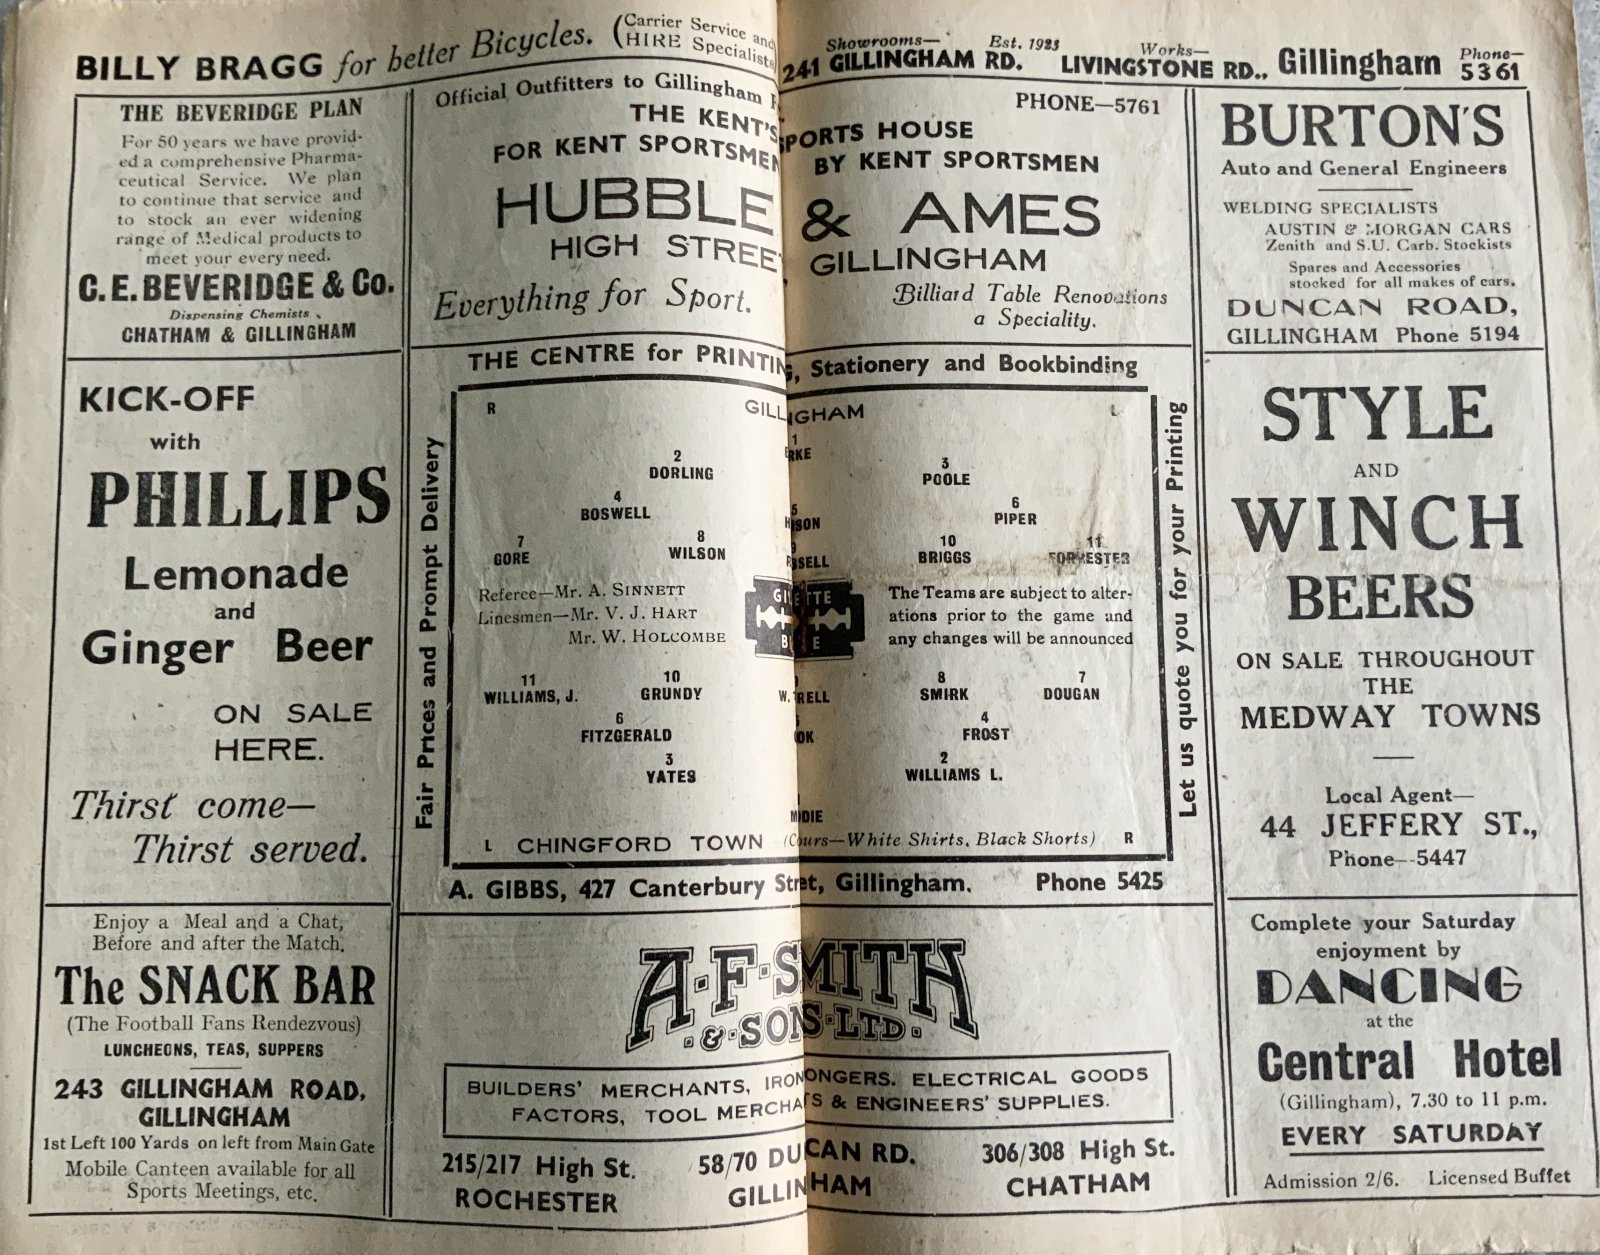 BILLY BRAGG for better Bicycles. (Carrier Service and
HIRE Specialists
Showrooms— Est. 1923 Works— Phone—
241 GILLINGHAM RD. LIVINGSTONE RD., Gillingham 5361
THE BEVERIDGE PLAN
For 50 years we have provid-
ed a comprehensive Pharma-
ceutical Service. We plan
to continue that service and
to stock an ever widening
range of Medical products to
meet your every need.
C. E. BEVERIDGE & Co.
Dispensing Chemists
CHATHAM & GILLINGHAM
KICK-OFF
with
PHILLIPS
Lemonade
and
Ginger Beer
ON SALE
HERE.
Thirst come—
Thirst served.
Enjoy a Meal and a Chat,
Before and after the Match.
The SNACK BAR
(The Football Fans Rendezvous)
LUNCHEONS, TEAS, SUPPERS
243 GILLINGHAM ROAD,
GILLINGHAM
1st Left 100 Yards on left from Main Gate
Mobile Canteen available for all
Sports Meetings, etc.
Official Outfitters to Gillingham
PHONE—5761
THE KENT'S SPORTS HOUSE
FOR KENT SPORTSMEN BY KENT SPORTSMEN
HUBBLE & AMES
HIGH STREET, GILLINGHAM
Everything for Sport.
Billiard Table Renovations
a Speciality.
THE CENTRE for PRINTING, Stationery and Bookbinding
Fair Prices and Prompt Delivery
Let us quote you for your Printing
R GILLINGHAM L
1
RKE
2 3
DORLING POOLE
4 5 6
BOSWELL SON PIPER
7 8 9 10 11
GORE WILSON SELL BRIGGS FORRESTER
Referee—Mr. A. SINNETT
Linesmen—Mr. V. J. HART
Mr. W. HOLCOMBE
GILLETTE
BLADE
The Teams are subject to alter-
ations prior to the game and
any changes will be announced
11 10 8 7
WILLIAMS, J. GRUNDY W. RELL SMIRK DOUGAN
6 4
FITZGERALD OK FROST
3 2
YATES WILLIAMS L.
DIE
L CHINGFORD TOWN (Colours—White Shirts, Black Shorts) R
A. GIBBS, 427 Canterbury Street, Gillingham. Phone 5425
A·F·SMITH
·&·SONS·LTD·
BUILDERS' MERCHANTS, IRONMONGERS, ELECTRICAL GOODS
FACTORS, TOOL MERCHANTS & ENGINEERS' SUPPLIES.
215/217 High St. 58/70 DUNCAN RD. 306/308 High St.
ROCHESTER GILLINGHAM CHATHAM
BURTON'S
Auto and General Engineers
WELDING SPECIALISTS
AUSTIN & MORGAN CARS
Zenith and S.U. Carb. Stockists
Spares and Accessories
stocked for all makes of cars.
DUNCAN ROAD,
GILLINGHAM Phone 5194
STYLE
AND
WINCH
BEERS
ON SALE THROUGHOUT
THE
MEDWAY TOWNS
Local Agent—
44 JEFFERY ST.,
Phone—5447
Complete your Saturday
enjoyment by
DANCING
at the
Central Hotel
(Gillingham), 7.30 to 11 p.m.
EVERY SATURDAY
Admission 2/6. Licensed Buffet